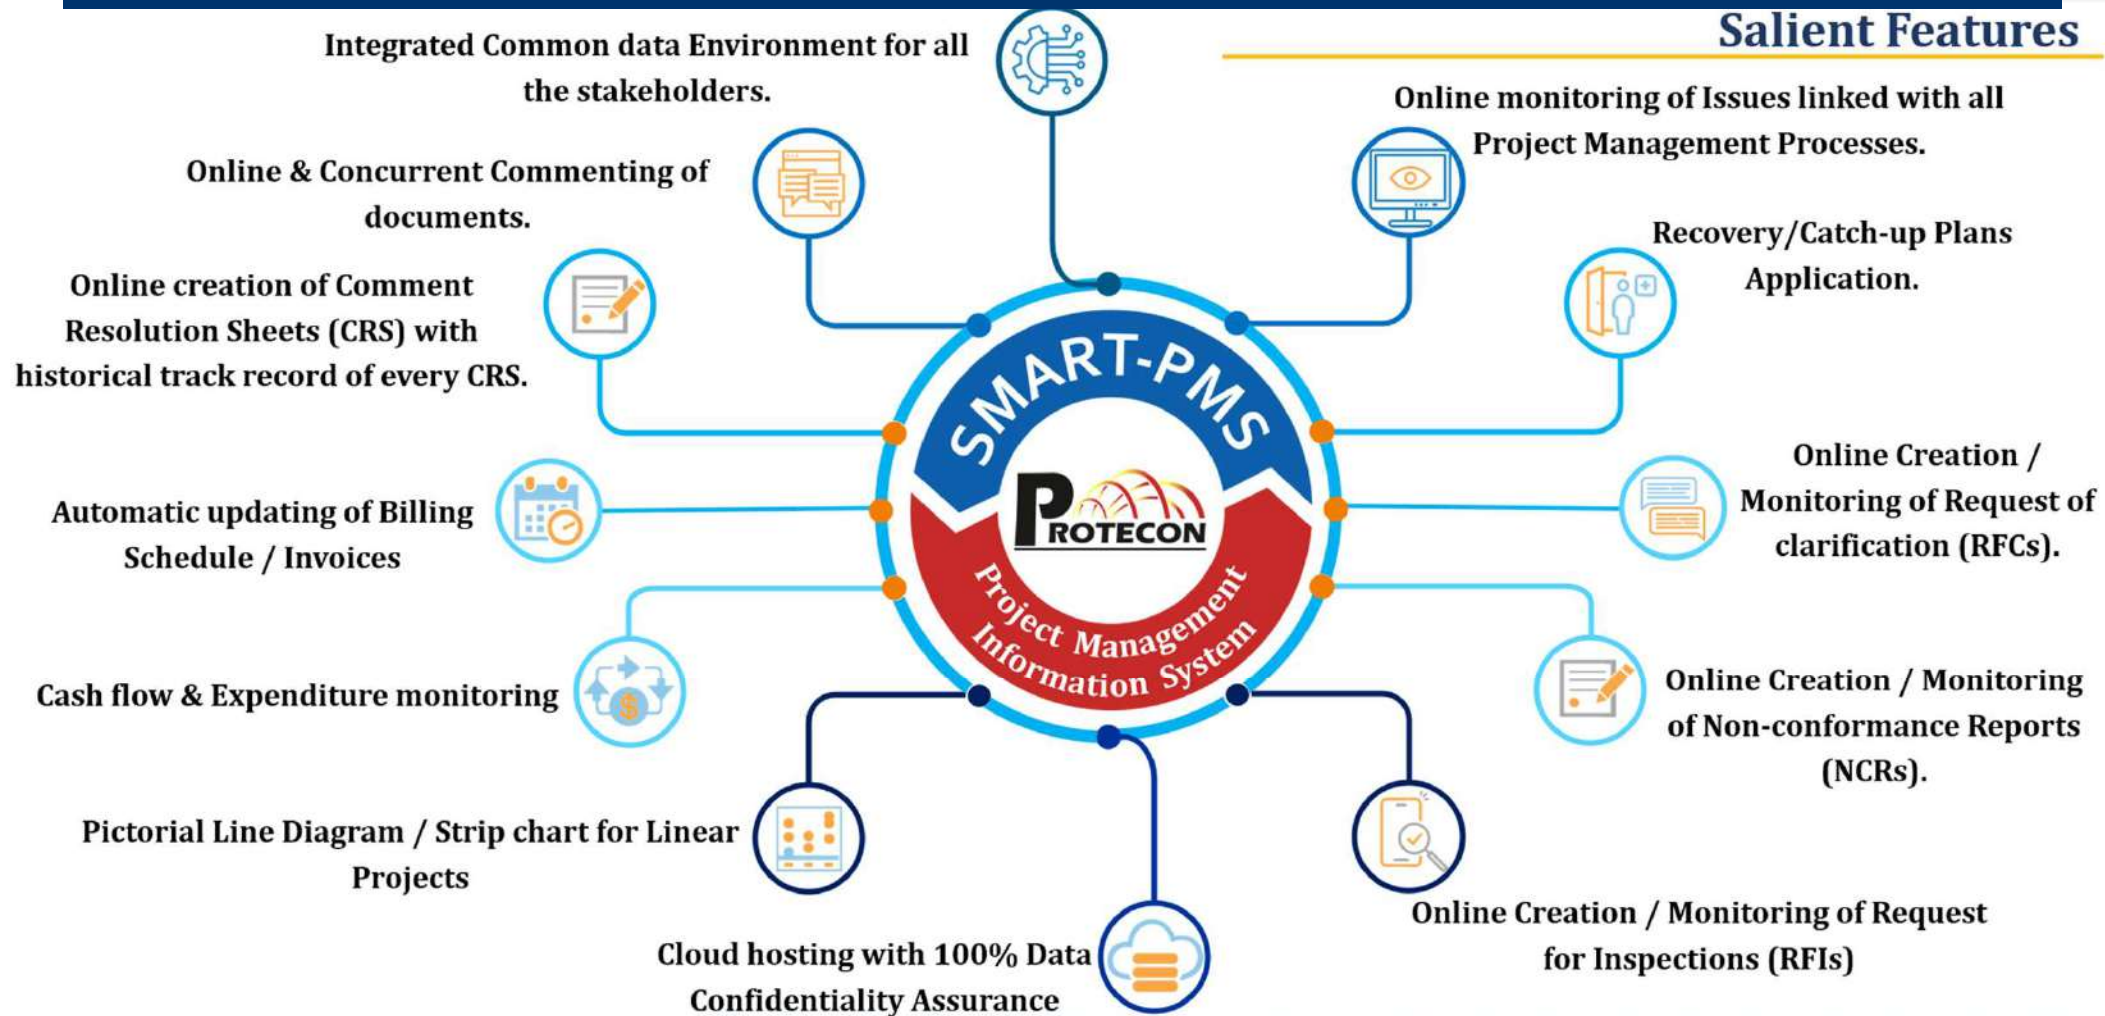 Salient Features
Integrated Common data Environment for all
the stakeholders.
Online & Concurrent Commenting of
documents.
Online creation of Comment
Resolution Sheets (CRS) with
historical track record of every CRS.
Automatic updating of Billing
Schedule / Invoices
Cash flow & Expenditure monitoring
Pictorial Line Diagram / Strip chart for Linear
Projects
Cloud hosting with 100% Data
Confidentiality Assurance
SMART-PMS
PROTECON
Project Management
Information System
Online monitoring of Issues linked with all
Project Management Processes.
Recovery/Catch-up Plans
Application.
Online Creation /
Monitoring of Request of
clarification (RFCs).
Online Creation / Monitoring
of Non-conformance Reports
(NCRs).
Online Creation / Monitoring of Request
for Inspections (RFIs)